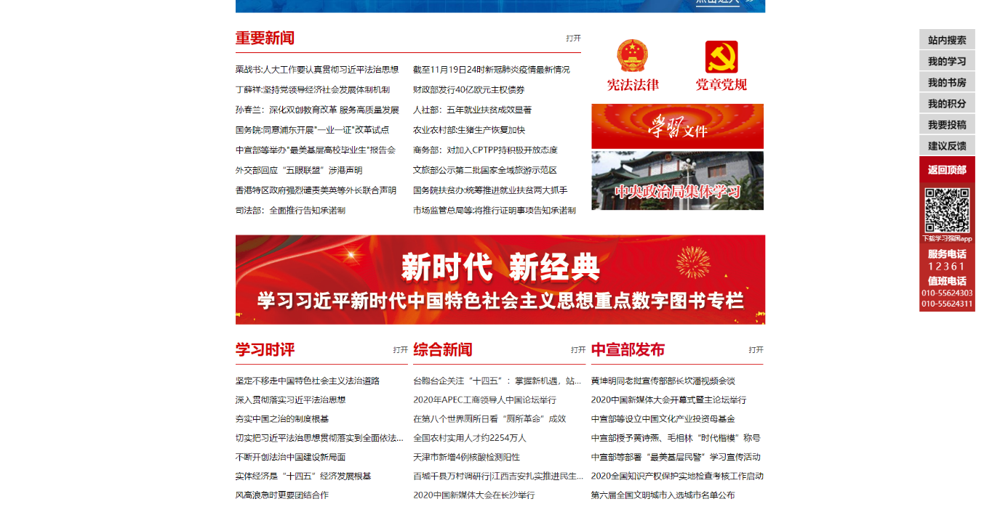 点击进入
重要新闻
打开
栗战书:人大工作要认真贯彻习近平法治思想
丁薛祥:坚持党领导经济社会发展体制机制
孙春兰：深化双创教育改革 服务高质量发展
国务院:同意浦东开展"一业一证"改革试点
中宣部等举办"最美基层高校毕业生"报告会
外交部回应“五眼联盟”涉港声明
香港特区政府强烈谴责美英等外长联合声明
司法部：全面推行告知承诺制
截至11月19日24时新冠肺炎疫情最新情况
财政部发行40亿欧元主权债券
人社部：五年就业扶贫成效显著
农业农村部:生猪生产恢复加快
商务部：对加入CPTPP持积极开放态度
文旅部公示第二批国家全域旅游示范区
国务院扶贫办:统筹推进就业扶贫两大抓手
市场监管总局等:将推行证明事项告知承诺制
宪法法律
党章党规
学習文件
中央政治局集体学习
新时代 新经典
学习习近平新时代中国特色社会主义思想重点数字图书专栏
学习时评
打开
坚定不移走中国特色社会主义法治道路
深入贯彻落实习近平法治思想
夯实中国之治的制度根基
切实把习近平法治思想贯彻落实到全面依法...
不断开创法治中国建设新局面
实体经济是“十四五”经济发展根基
风高浪急时更要团结合作
综合新闻
打开
台胞台企关注“十四五”：掌握新机遇，站...
2020年APEC工商领导人中国论坛举行
在第八个世界厕所日看“厕所革命”成效
全国农村实用人才约2254万人
天津市新增4例核酸检测阳性
百城千县万村调研行|江西吉安扎实推进民生...
2020中国新媒体大会在长沙举行
中宣部发布
打开
黄坤明同老挝宣传部部长坎潘视频会谈
2020中国新媒体大会开幕式暨主论坛举行
中宣部等设立中国文化产业投资母基金
中宣部授予黄诗燕、毛相林“时代楷模”称号
中宣部等部署“最美基层民警”学习宣传活动
2020全国知识产权保护实地检查考核工作启动
第六届全国文明城市入选城市名单公布
站内搜索
我的学习
我的书房
我的积分
我要投稿
建议反馈
返回顶部
下载学习强国app
服务电话
12361
值班电话
010-55624303
010-55624311